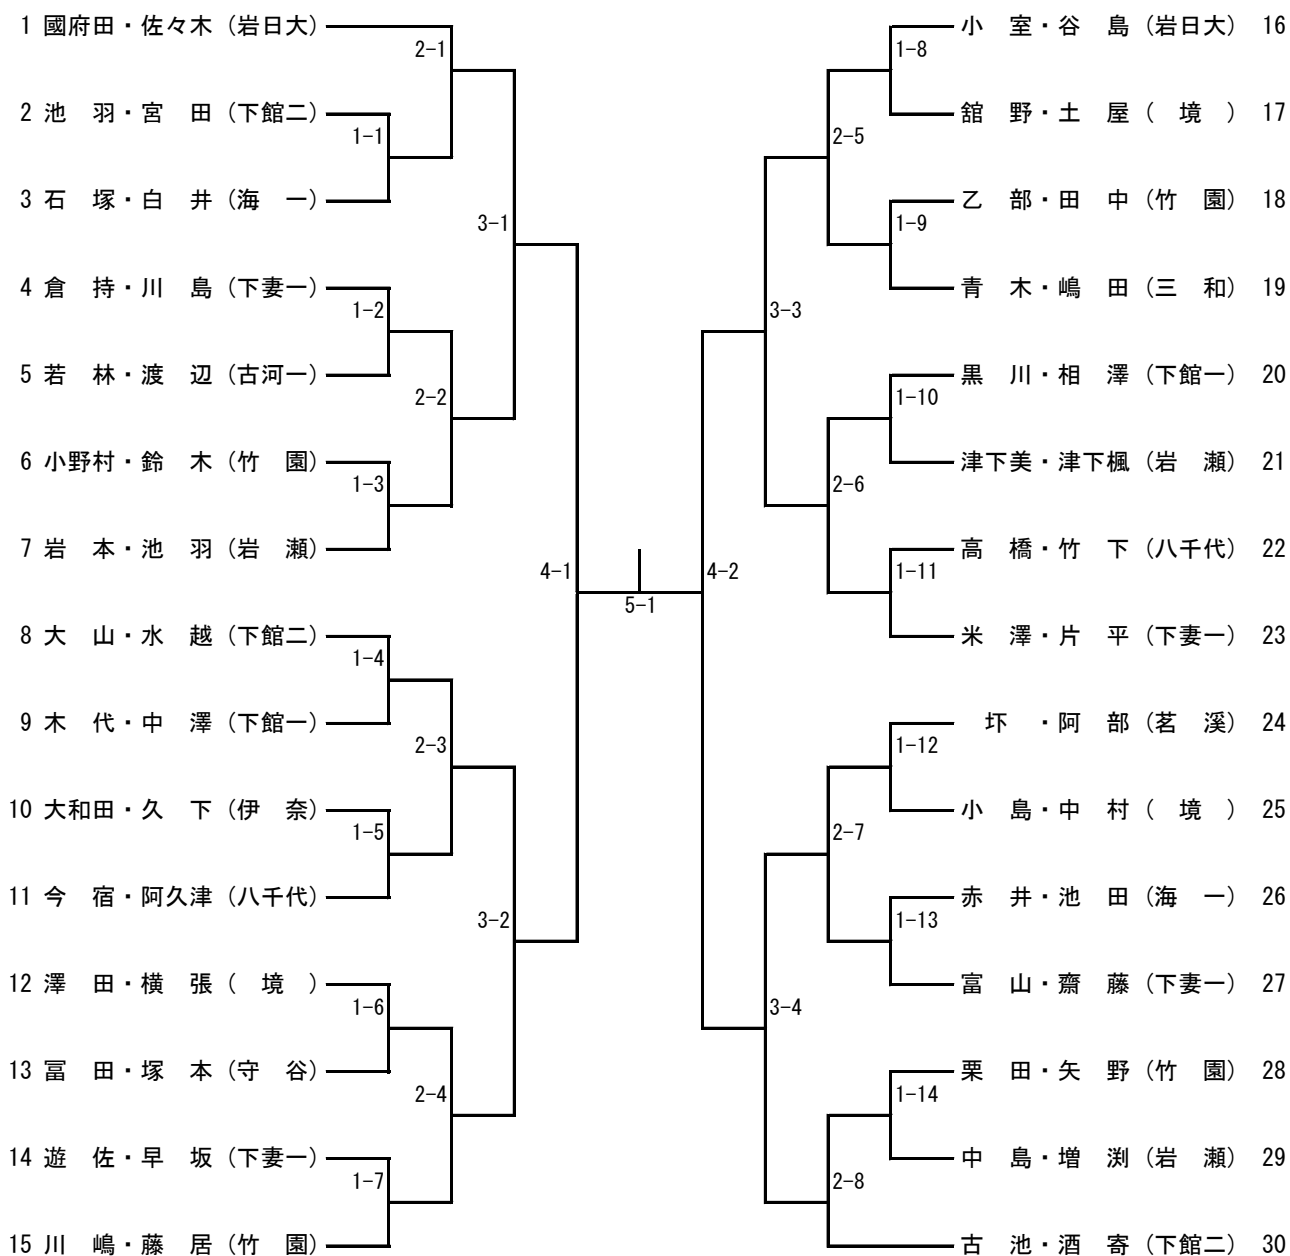 1 國府田・佐々木（岩日大）
2-1
2 池　羽・宮　田（下館二）
1-1
3 石　塚・白　井（海　一）
3-1
4 倉　持・川　島（下妻一）
1-2
5 若　林・渡　辺（古河一）
2-2
6 小野村・鈴　木（竹　園）
1-3
7 岩　本・池　羽（岩　瀬）
4-1
8 大　山・水　越（下館二）
1-4
9 木　代・中　澤（下館一）
2-3
10 大和田・久　下（伊　奈）
1-5
11 今　宿・阿久津（八千代）
3-2
12 澤　田・横　張（　境　）
1-6
13 冨　田・塚　本（守　谷）
2-4
14 遊　佐・早　坂（下妻一）
1-7
15 川　嶋・藤　居（竹　園）
5-1
小　室・谷　島（岩日大） 16
1-8
舘　野・土　屋（　境　） 17
2-5
乙　部・田　中（竹　園） 18
1-9
青　木・嶋　田（三　和） 19
3-3
黒　川・相　澤（下館一） 20
1-10
津下美・津下楓（岩　瀬） 21
2-6
高　橋・竹　下（八千代） 22
1-11
米　澤・片　平（下妻一） 23
4-2
圷　・阿　部（茗　溪） 24
1-12
小　島・中　村（　境　） 25
2-7
赤　井・池　田（海　一） 26
1-13
富　山・齋　藤（下妻一） 27
3-4
栗　田・矢　野（竹　園） 28
1-14
中　島・増　渕（岩　瀬） 29
2-8
古　池・酒　寄（下館二） 30